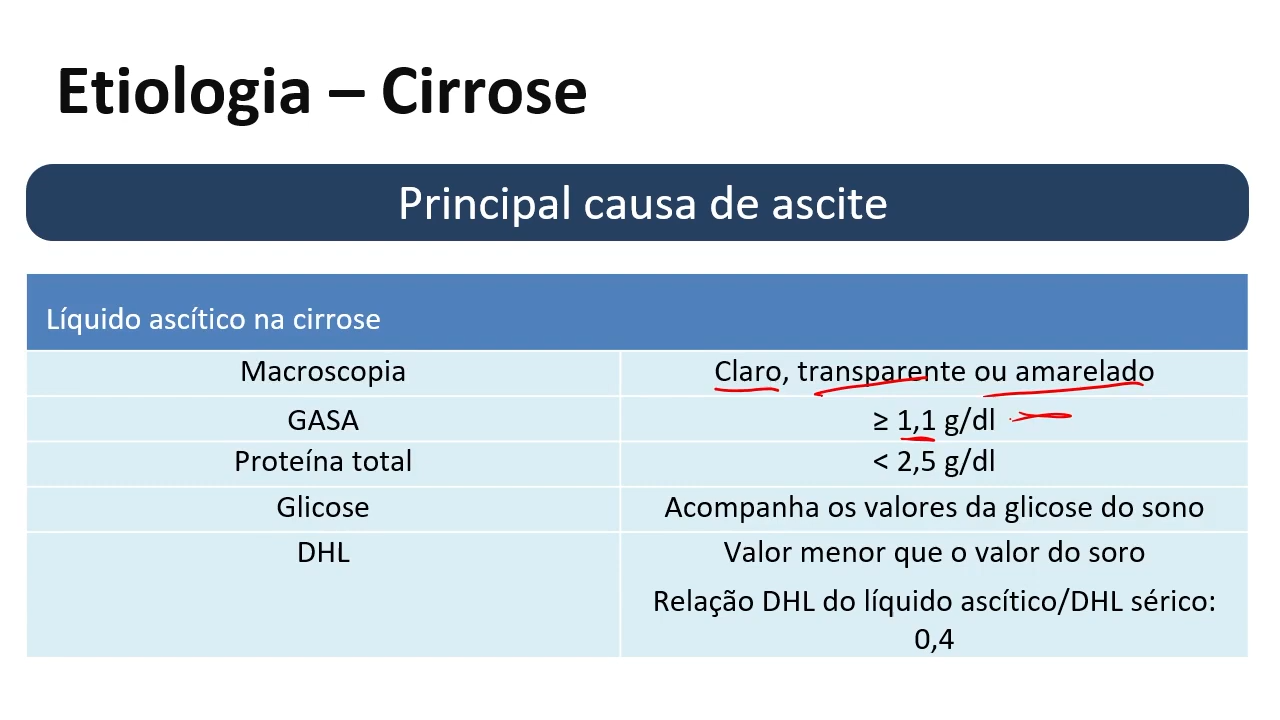 Etiologia – Cirrose
Principal causa de ascite
Líquido ascítico na cirrose
Macroscopia
Claro, transparente ou amarelado
GASA
≥ 1,1 g/dl
Proteína total
< 2,5 g/dl
Glicose
Acompanha os valores da glicose do sono
DHL
Valor menor que o valor do soro
Relação DHL do líquido ascítico/DHL sérico:
0,4